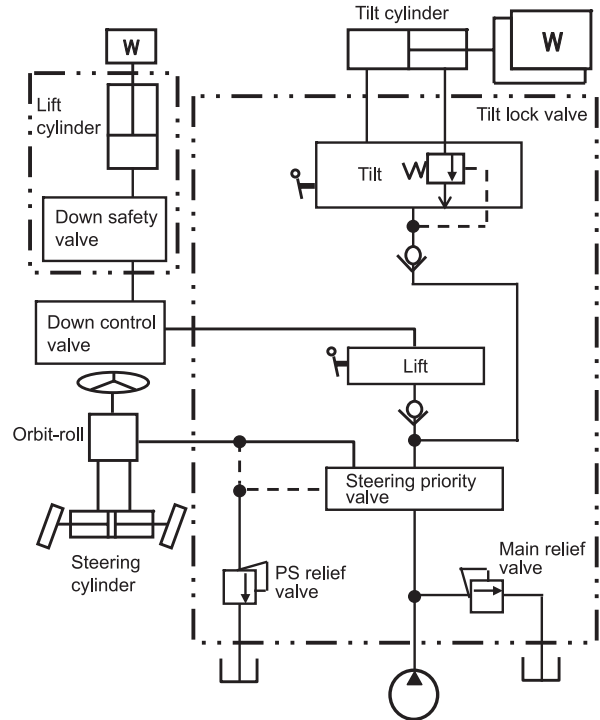 Tilt cylinder
W
W
Lift
cylinder
Tilt lock valve
Tilt
Down safety
valve
Down control
valve
Lift
Orbit-roll
Steering priority
valve
Steering
cylinder
PS relief
valve
Main relief
valve